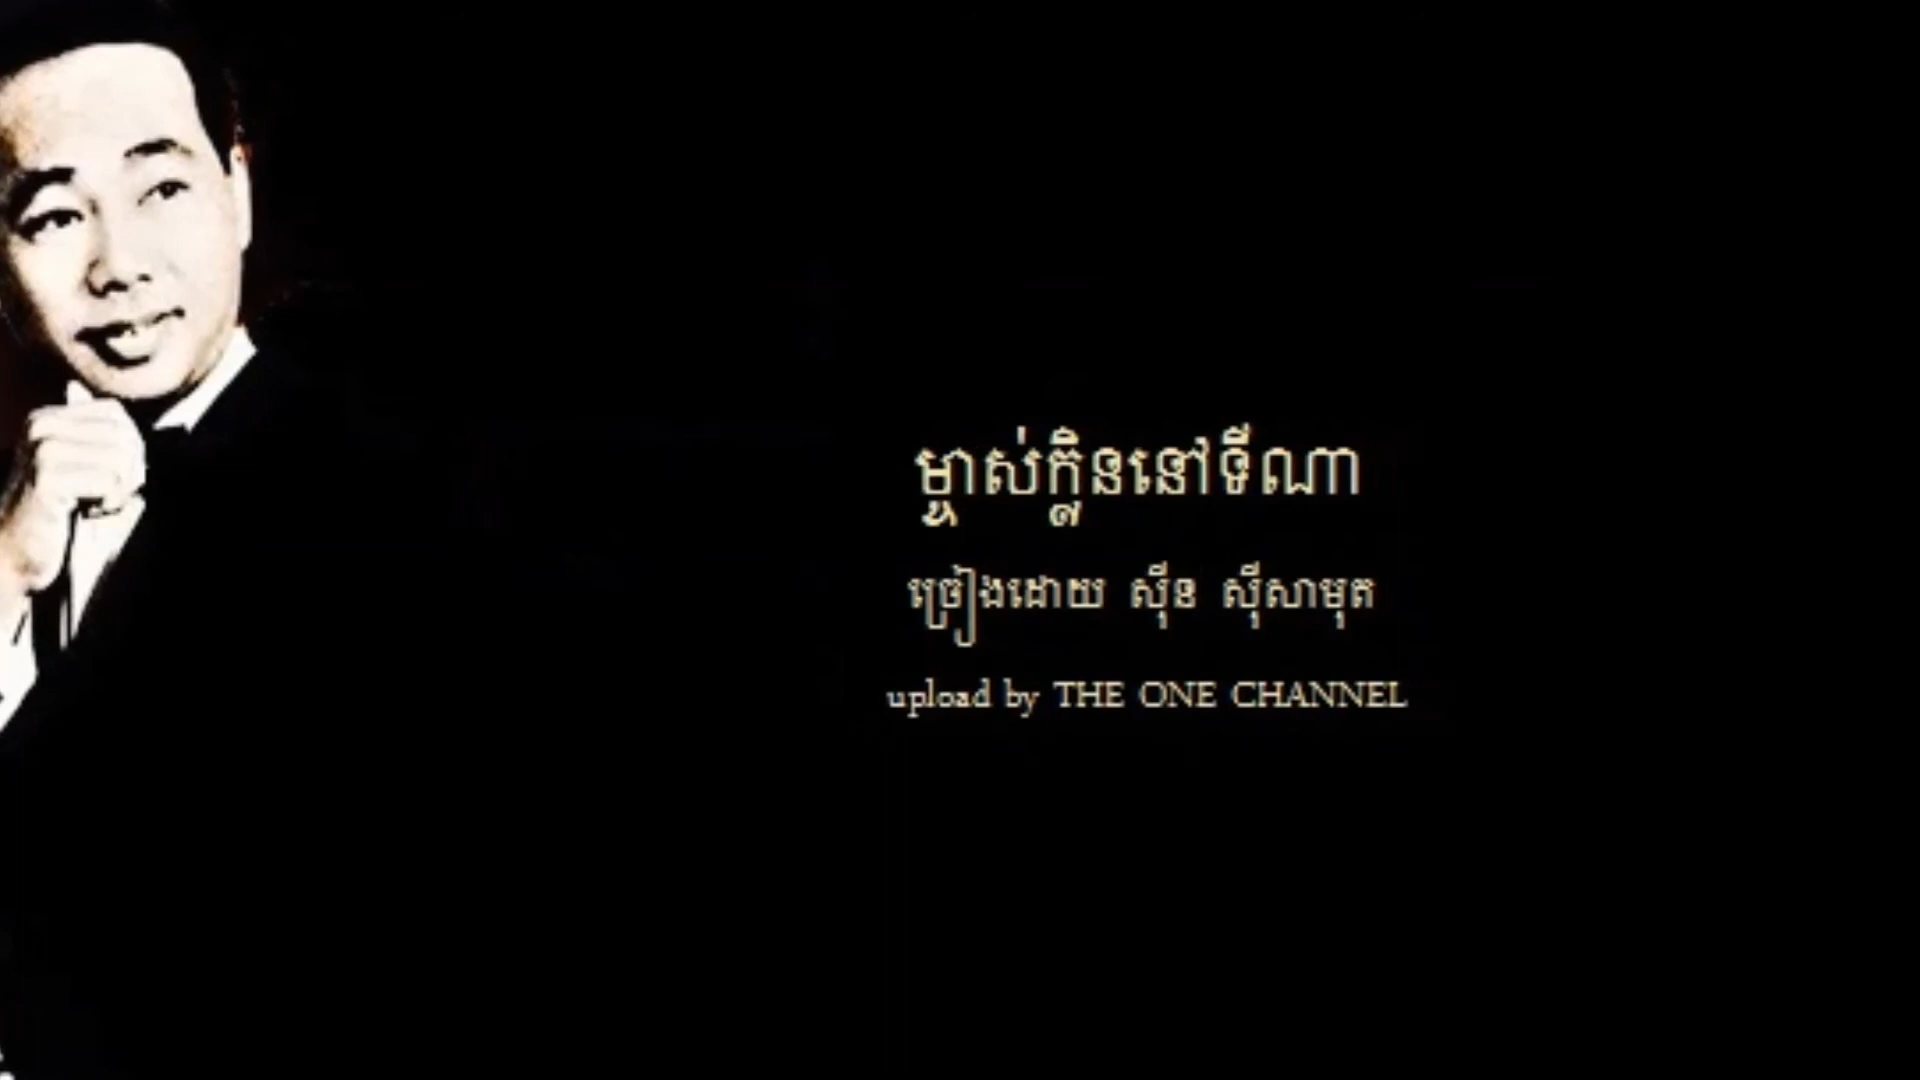 ម្ចាស់ក្លិននៅទីណា
ច្រៀងដោយ ស៊ីន ស៊ីសាមុត
upload by THE ONE CHANNEL